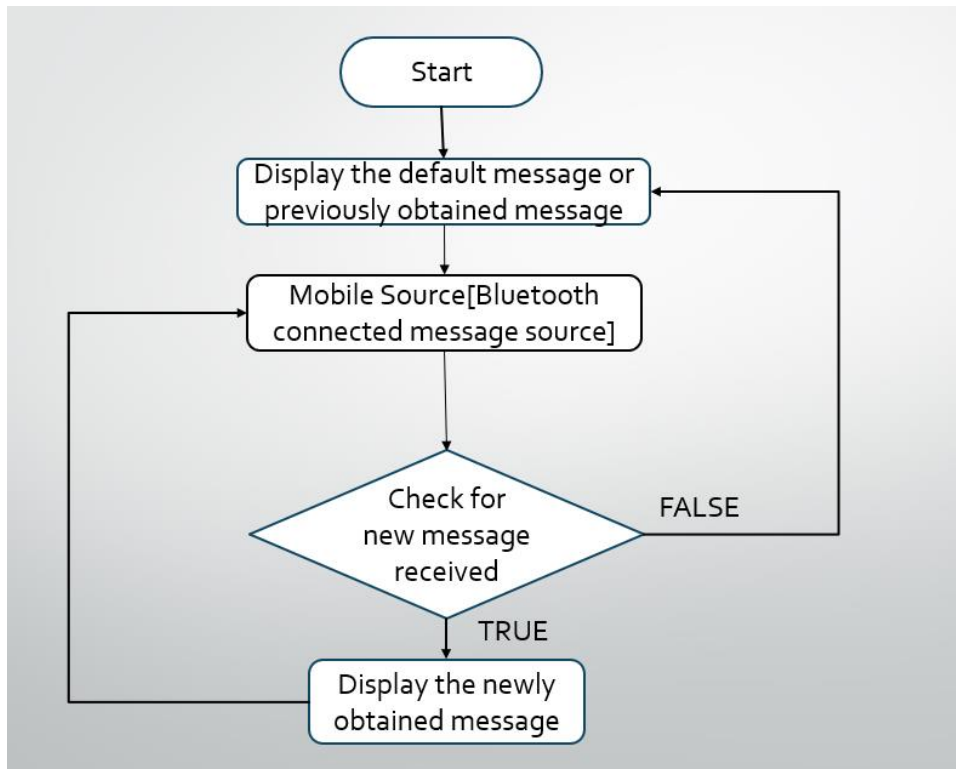 Start
Display the default message or
previously obtained message
Mobile Source[Bluetooth
connected message source]
Check for
new message
received
FALSE
TRUE
Display the newly
obtained message